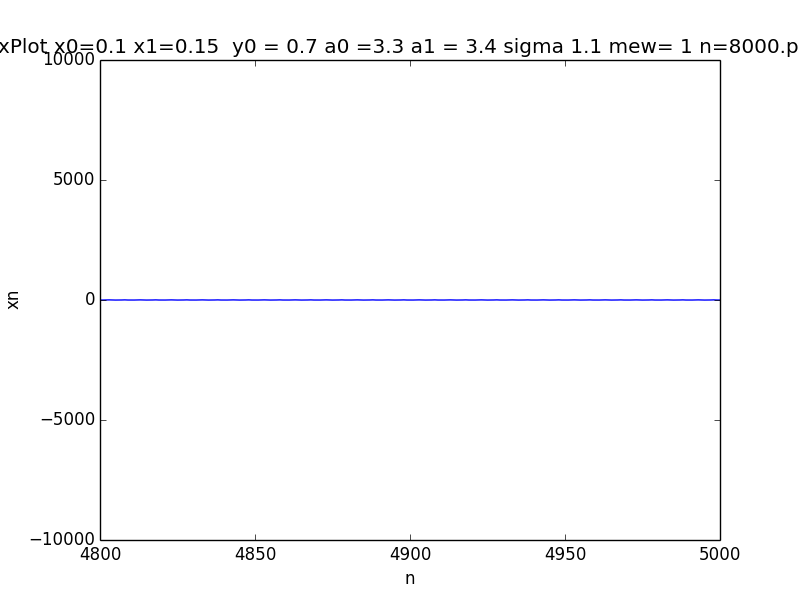 xPlot x0=0.1 x1=0.15  y0 = 0.7 a0 =3.3 a1 = 3.4 sigma 1.1 mew= 1 n=8000.p
10000
5000
0
−5000
−10000
4800 4850 4900 4950 5000
xn
n